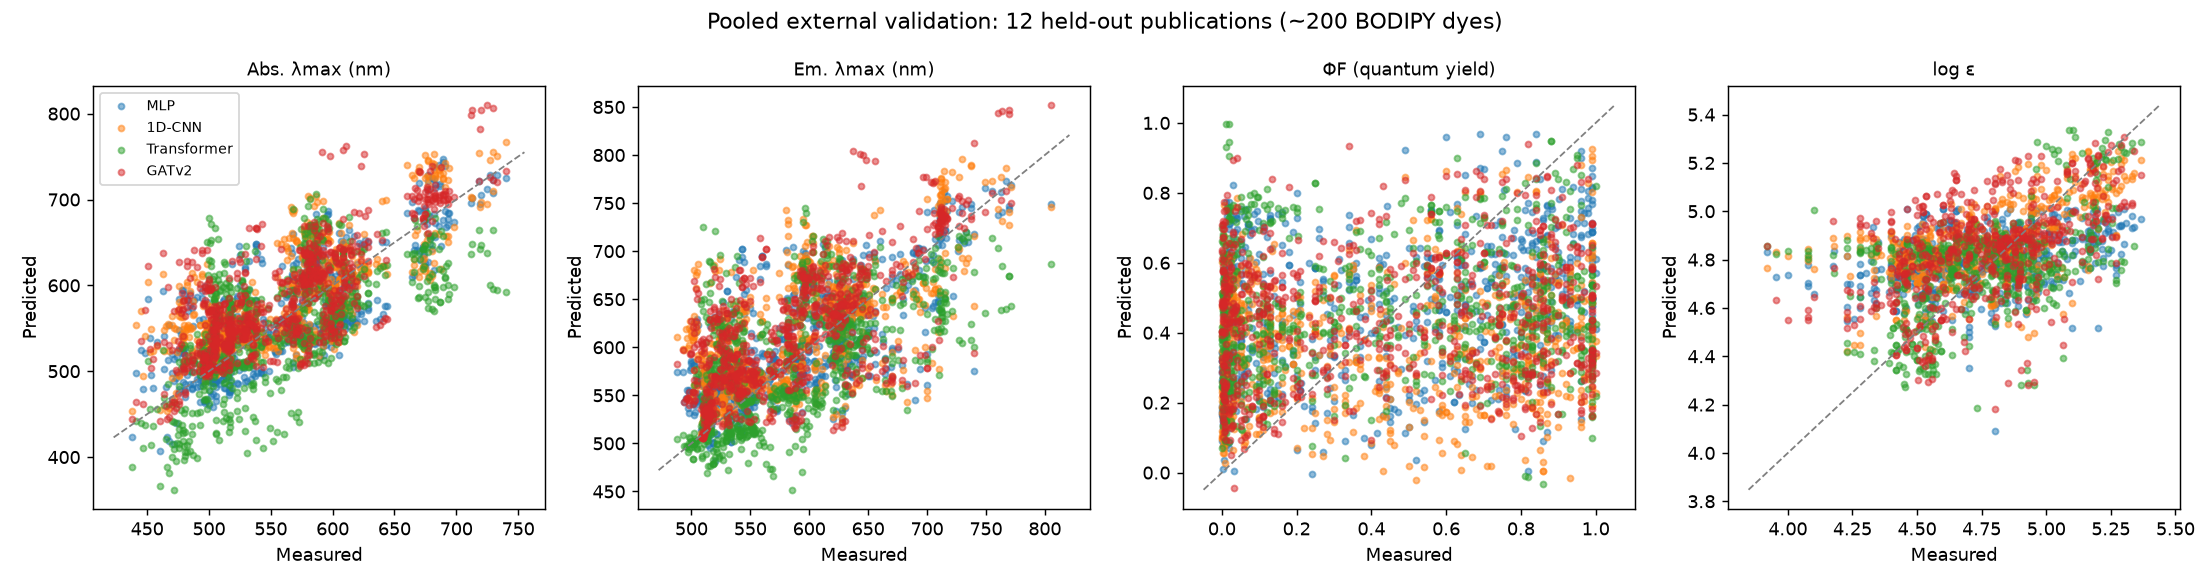 Pooled external validation: 12 held-out publications (~200 BODIPY dyes)
Abs. λmax (nm)
MLP
1D-CNN
Transformer
GATv2
800
700
600
500
400
Predicted
450 500 550 600 650 700 750
Measured
Em. λmax (nm)
850
800
750
700
650
600
550
500
450
Predicted
500 550 600 650 700 750 800
Measured
ΦF (quantum yield)
1.0
0.8
0.6
0.4
0.2
0.0
Predicted
0.0 0.2 0.4 0.6 0.8 1.0
Measured
log ε
5.4
5.2
5.0
4.8
4.6
4.4
4.2
4.0
3.8
Predicted
4.00 4.25 4.50 4.75 5.00 5.25 5.50
Measured